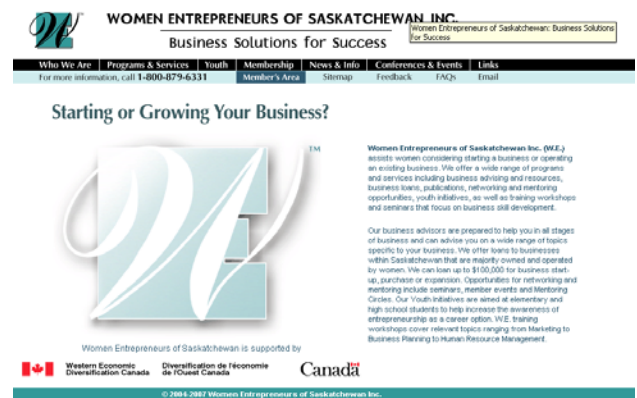 WOMEN ENTREPRENEURS OF SASKATCHEWAN INC.
Women Entrepreneurs of Saskatchewan: Business Solutions
for Success
Business Solutions for Success
Who We Are | Programs & Services | Youth | Membership | News & Info | Conferences & Events | Links
For more information, call 1-800-879-6331 Member's Area Sitemap Feedback FAQs Email
Starting or Growing Your Business?
WE
TM
Women Entrepreneurs of Saskatchewan Inc. (W.E.)
assists women considering starting a business or operating
an existing business. We offer a wide range of programs
and services including business advising and resources,
business loans, publications, networking and mentoring
opportunities, youth initiatives, as well as training workshops
and seminars that focus on business skill development.
Our business advisors are prepared to help you in all stages
of business and can advise you on a wide range of topics
specific to your business. We offer loans to businesses
within Saskatchewan that are majority owned and operated
by women. We can loan up to $100,000 for business start-
up, purchase or expansion. Opportunities for networking and
mentoring include seminars, member events and Mentoring
Circles. Our Youth Initiatives are aimed at elementary and
high school students to help increase the awareness of
entrepreneurship as a career option. W.E. training
workshops cover relevant topics ranging from Marketing to
Business Planning to Human Resource Management.
Women Entrepreneurs of Saskatchewan is supported by
Western Economic
Diversification Canada
Diversification de l'économie
de l'Ouest Canada
Canada
© 2004-2007 Women Entrepreneurs of Saskatchewan Inc.